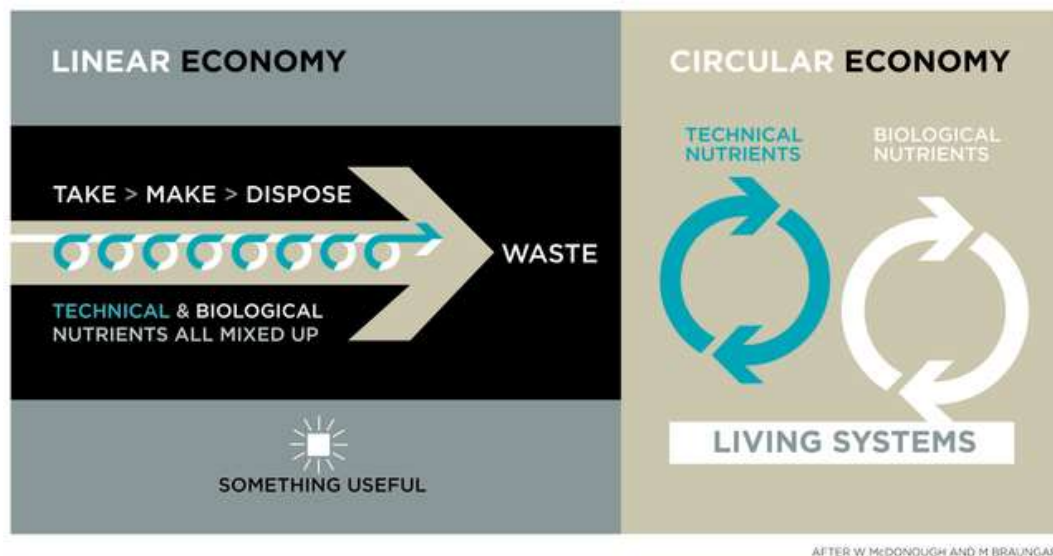 LINEAR ECONOMY
TAKE > MAKE > DISPOSE
WASTE
TECHNICAL & BIOLOGICAL
NUTRIENTS ALL MIXED UP
SOMETHING USEFUL
CIRCULAR ECONOMY
TECHNICAL
NUTRIENTS
BIOLOGICAL
NUTRIENTS
LIVING SYSTEMS
AFTER W McDONOUGH AND M BRAUNGA